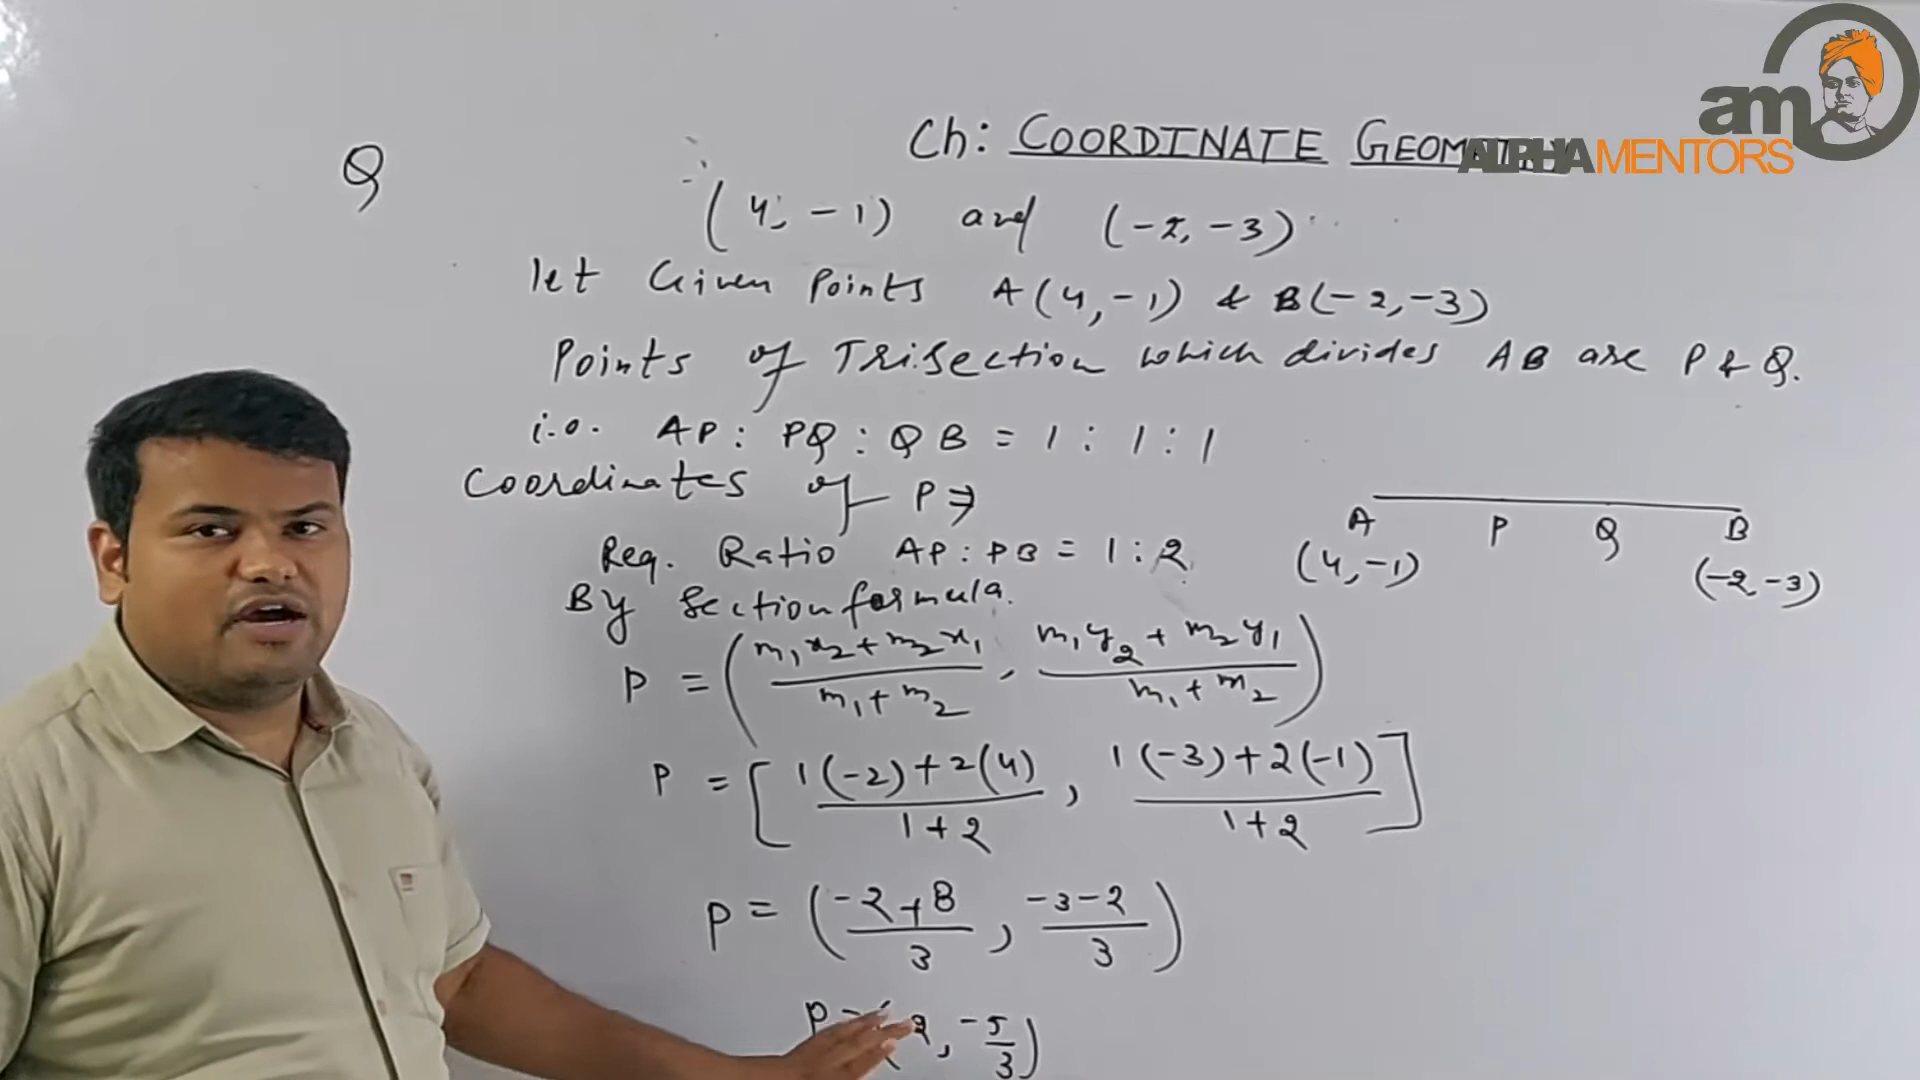 am
ALPHA MENTORS
Ch: COORDINATE GEOMETRY
Q
(4, -1) and (-2, -3)
let Given Points A(4, -1) & B(-2, -3)
Points of Trisection which divides AB are P & Q.
i.e. AP : PQ : QB = 1 : 1 : 1
Coordinates of P ⇒
Req. Ratio AP : PB = 1 : 2
By Section formula.
P = ( (m₁x₂ + m₂x₁)/(m₁ + m₂) , (m₁y₂ + m₂y₁)/(m₁ + m₂) )
P = [ (1(-2) + 2(4))/(1+2) , (1(-3) + 2(-1))/(1+2) ]
P = ( (-2+8)/3 , (-3-2)/3 )
P = (2, -5/3)
A P Q B
(4, -1) (-2, -3)